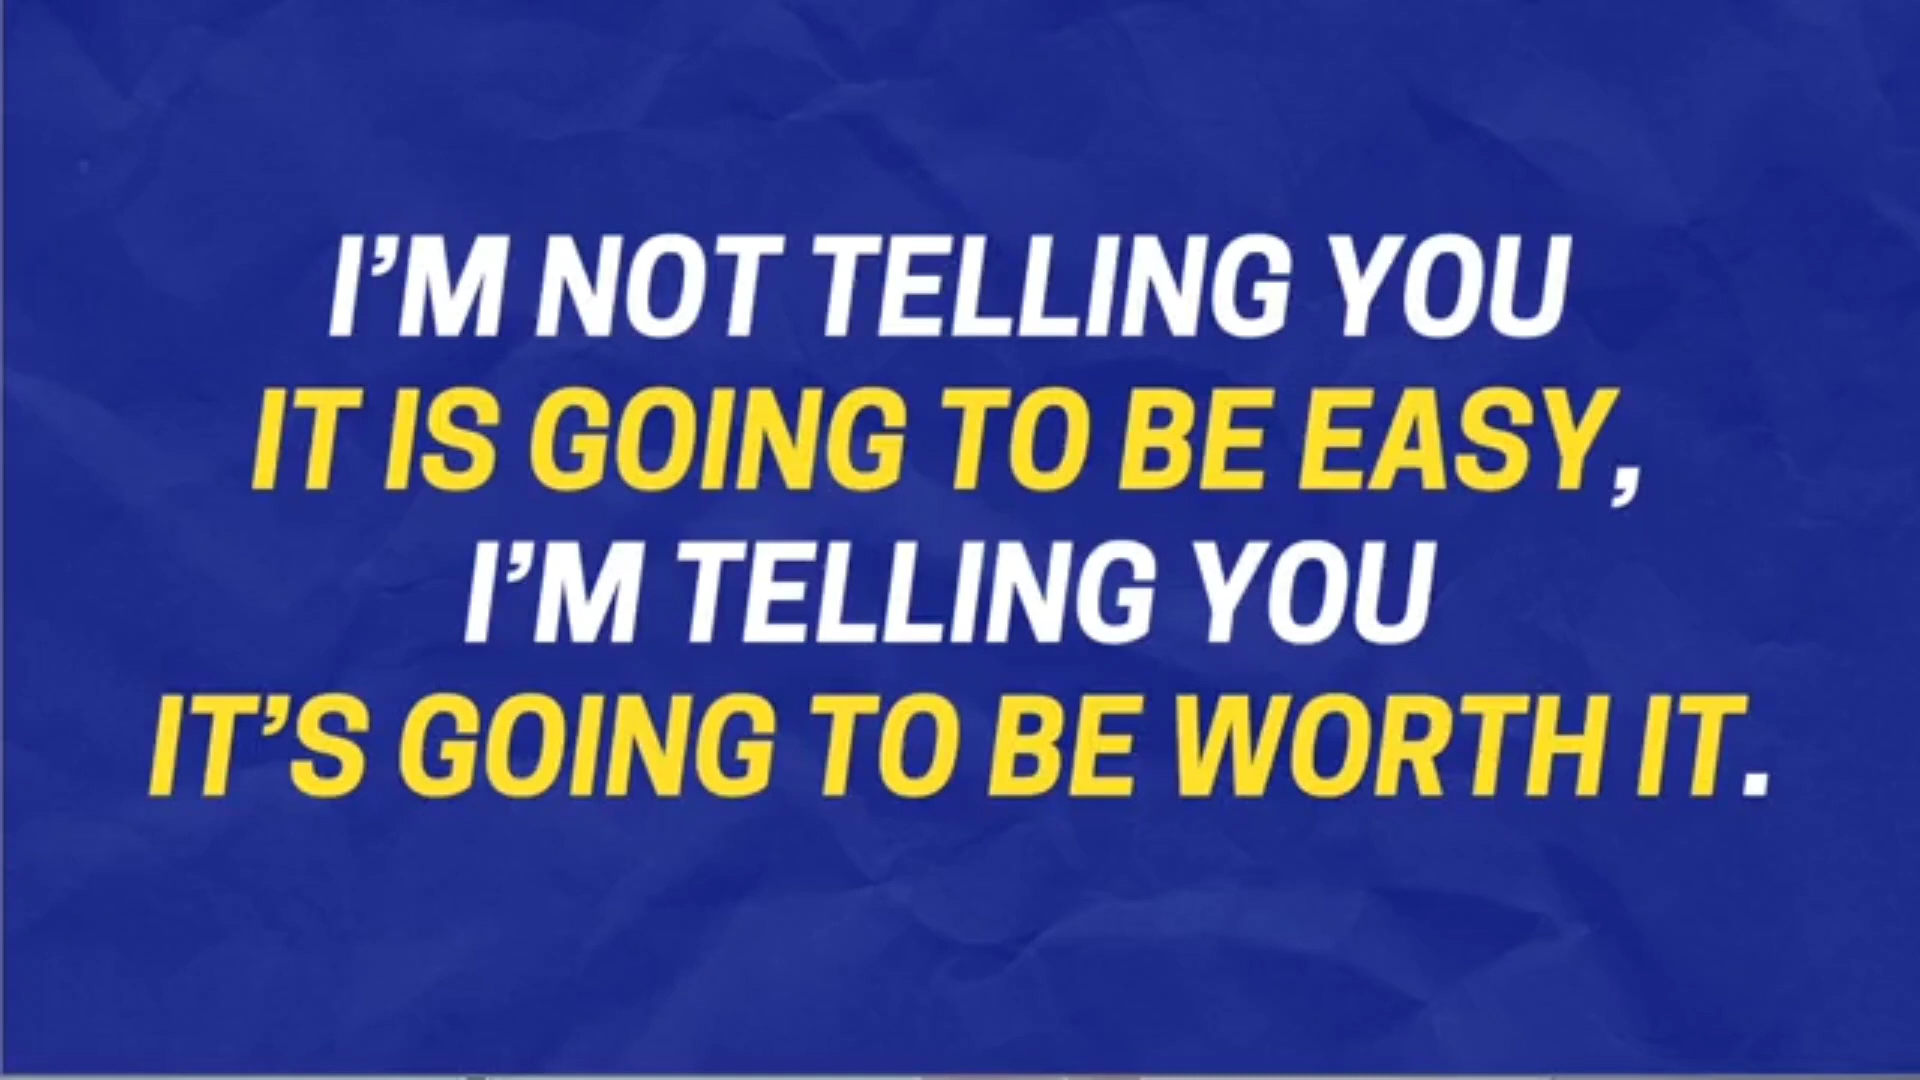 I’M NOT TELLING YOU
IT IS GOING TO BE EASY,
I’M TELLING YOU
IT’S GOING TO BE WORTH IT.